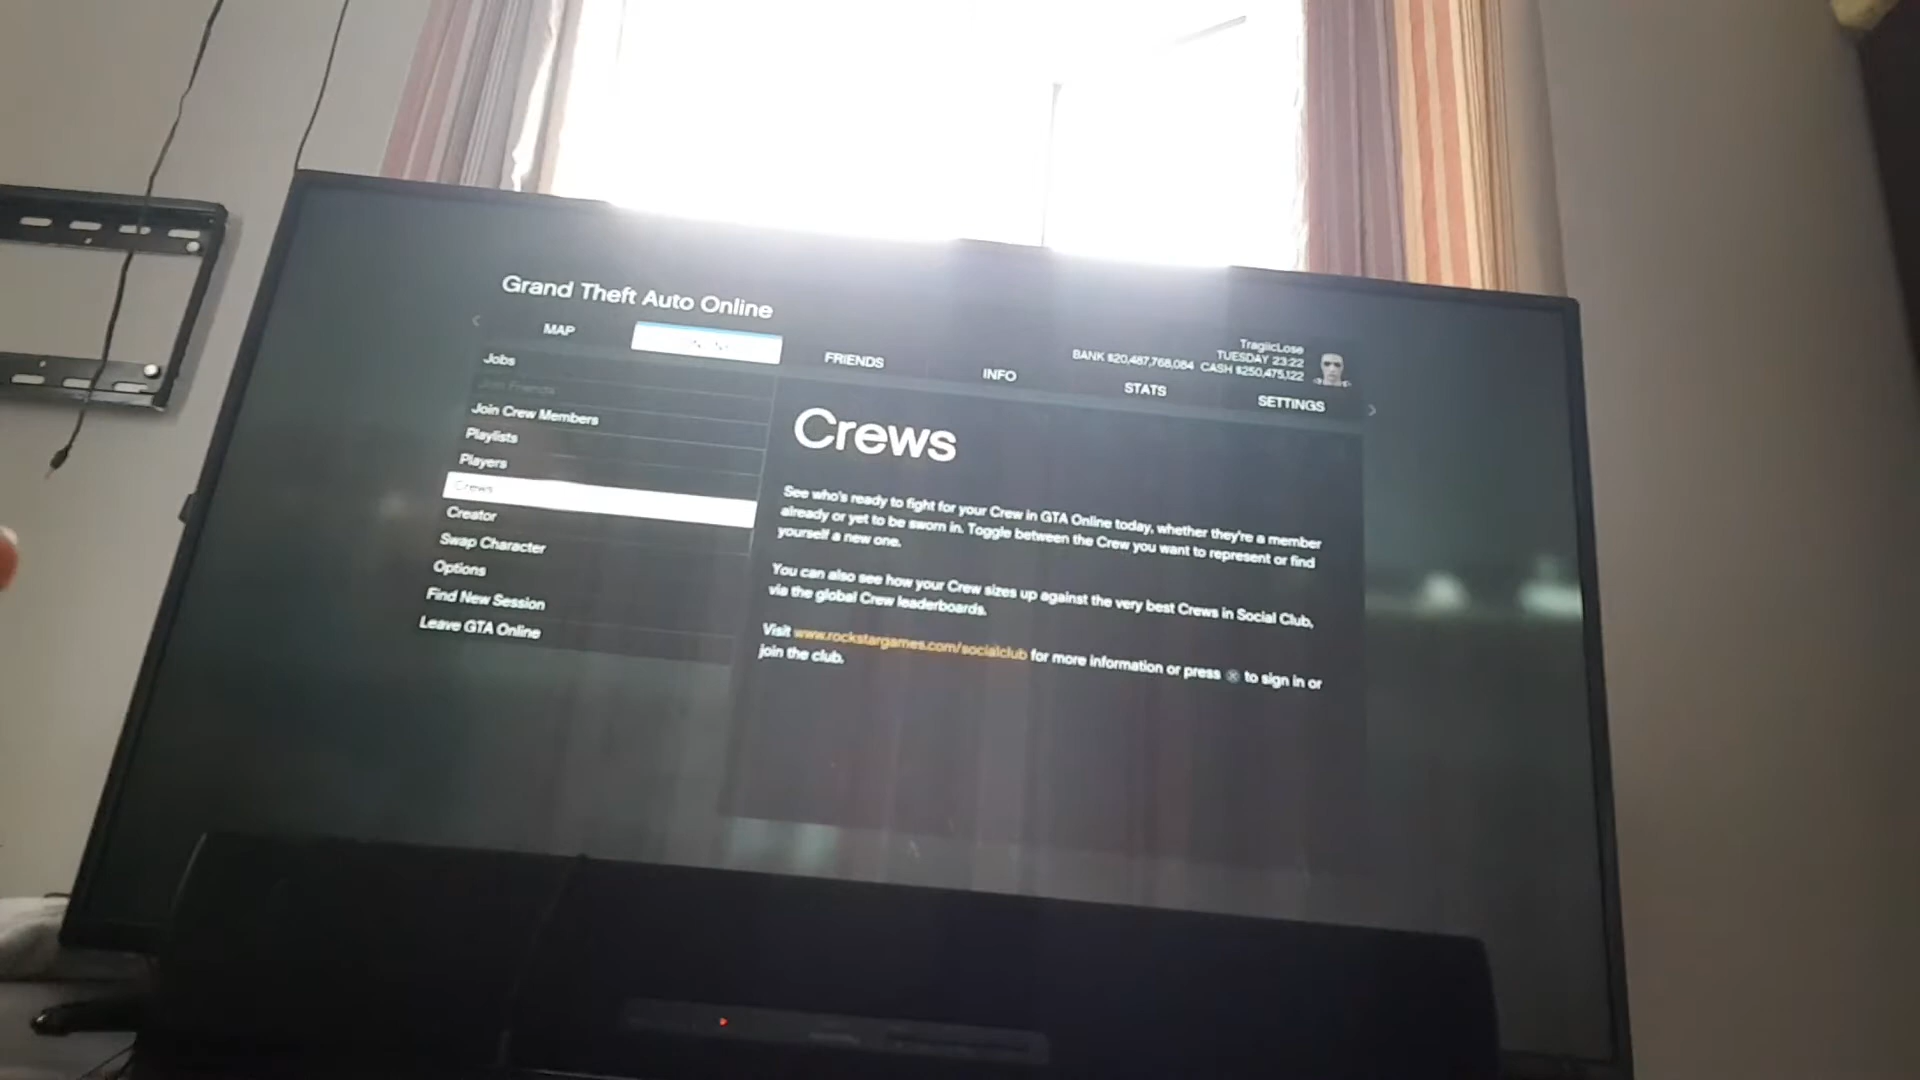 Grand Theft Auto Online
MAP
FRIENDS
INFO
STATS
SETTINGS
TragiicLose
TUESDAY 23:22
BANK $20,487,768,084 CASH $250,475,122
Jobs
Join Friends
Join Crew Members
Playlists
Players
Crews
Creator
Swap Character
Options
Find New Session
Leave GTA Online
Crews
See who's ready to fight for your Crew in GTA Online today, whether they're a member
already or yet to be sworn in. Toggle between the Crew you want to represent or find
yourself a new one.
You can also see how your Crew sizes up against the very best Crews in Social Club,
via the global Crew leaderboards.
Visit www.rockstargames.com/socialclub for more information or press ⓧ to sign in or
join the club.